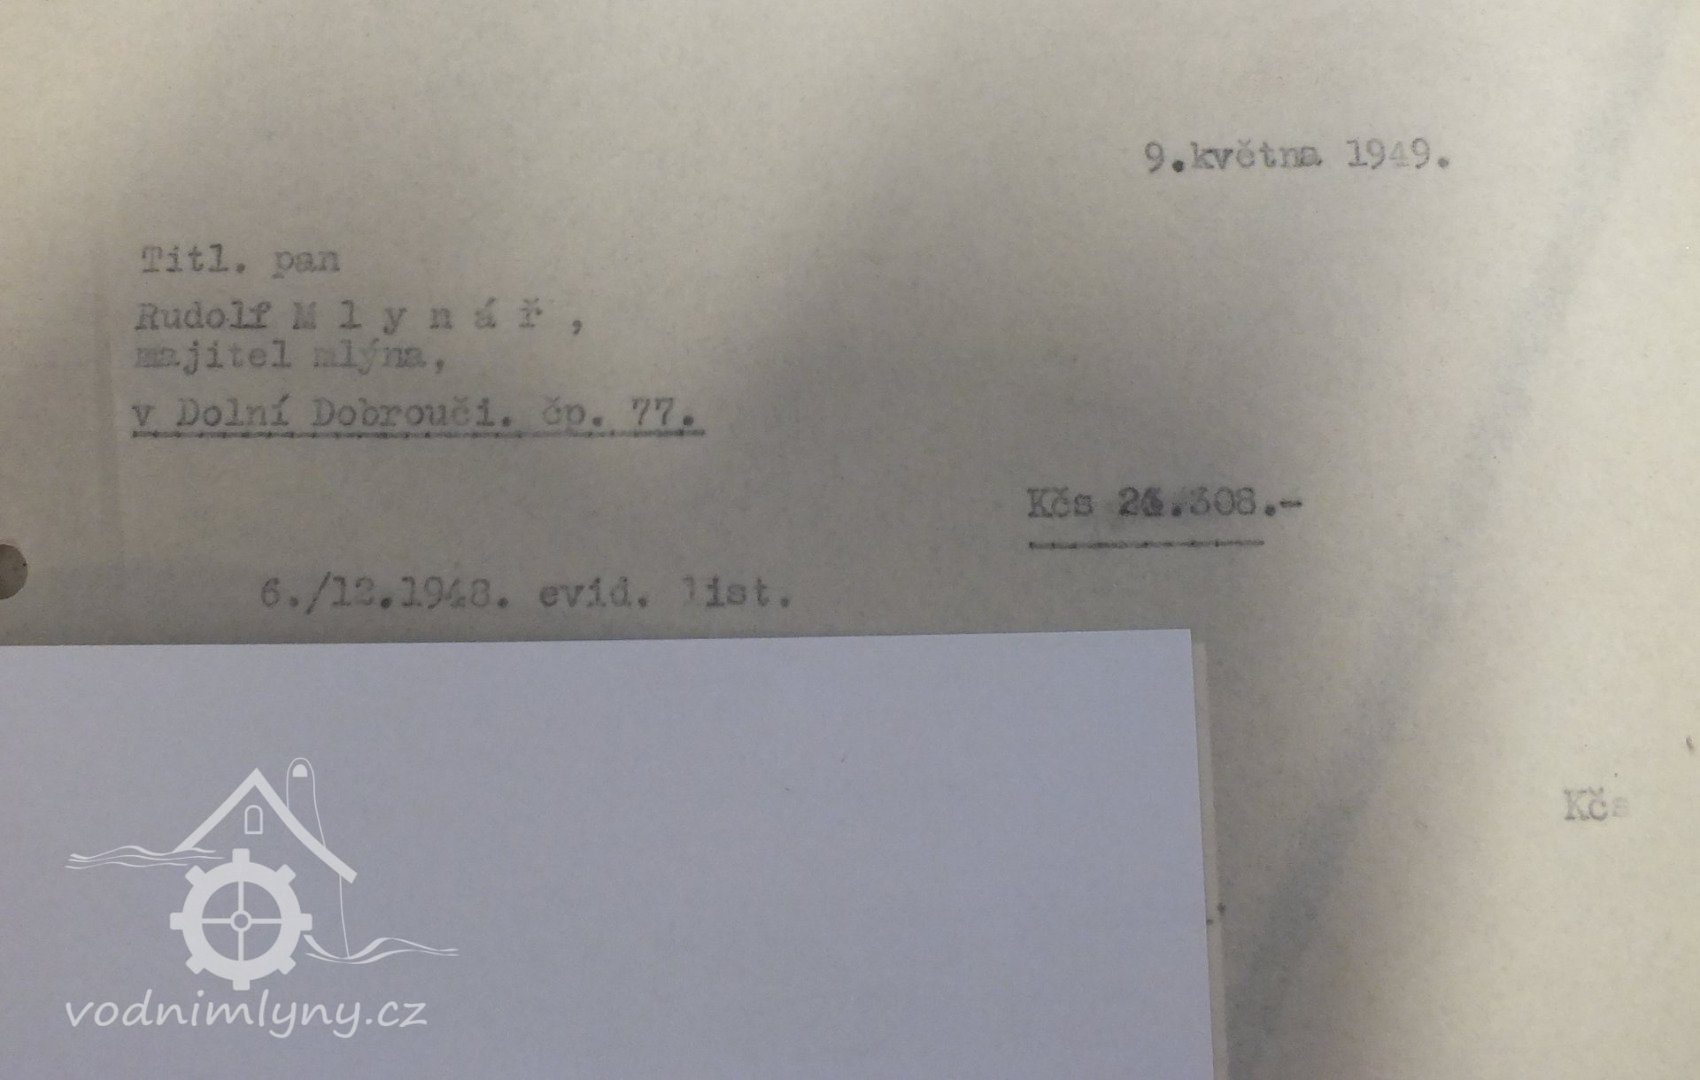 9.května 1949.
Titl. pan
Rudolf M l y n á ř ,
majitel mlýna,
v Dolní Dobrouči. čp. 77.
Kčs
6./12.1948. evid. list.
Kčs
vodnimlyny.cz